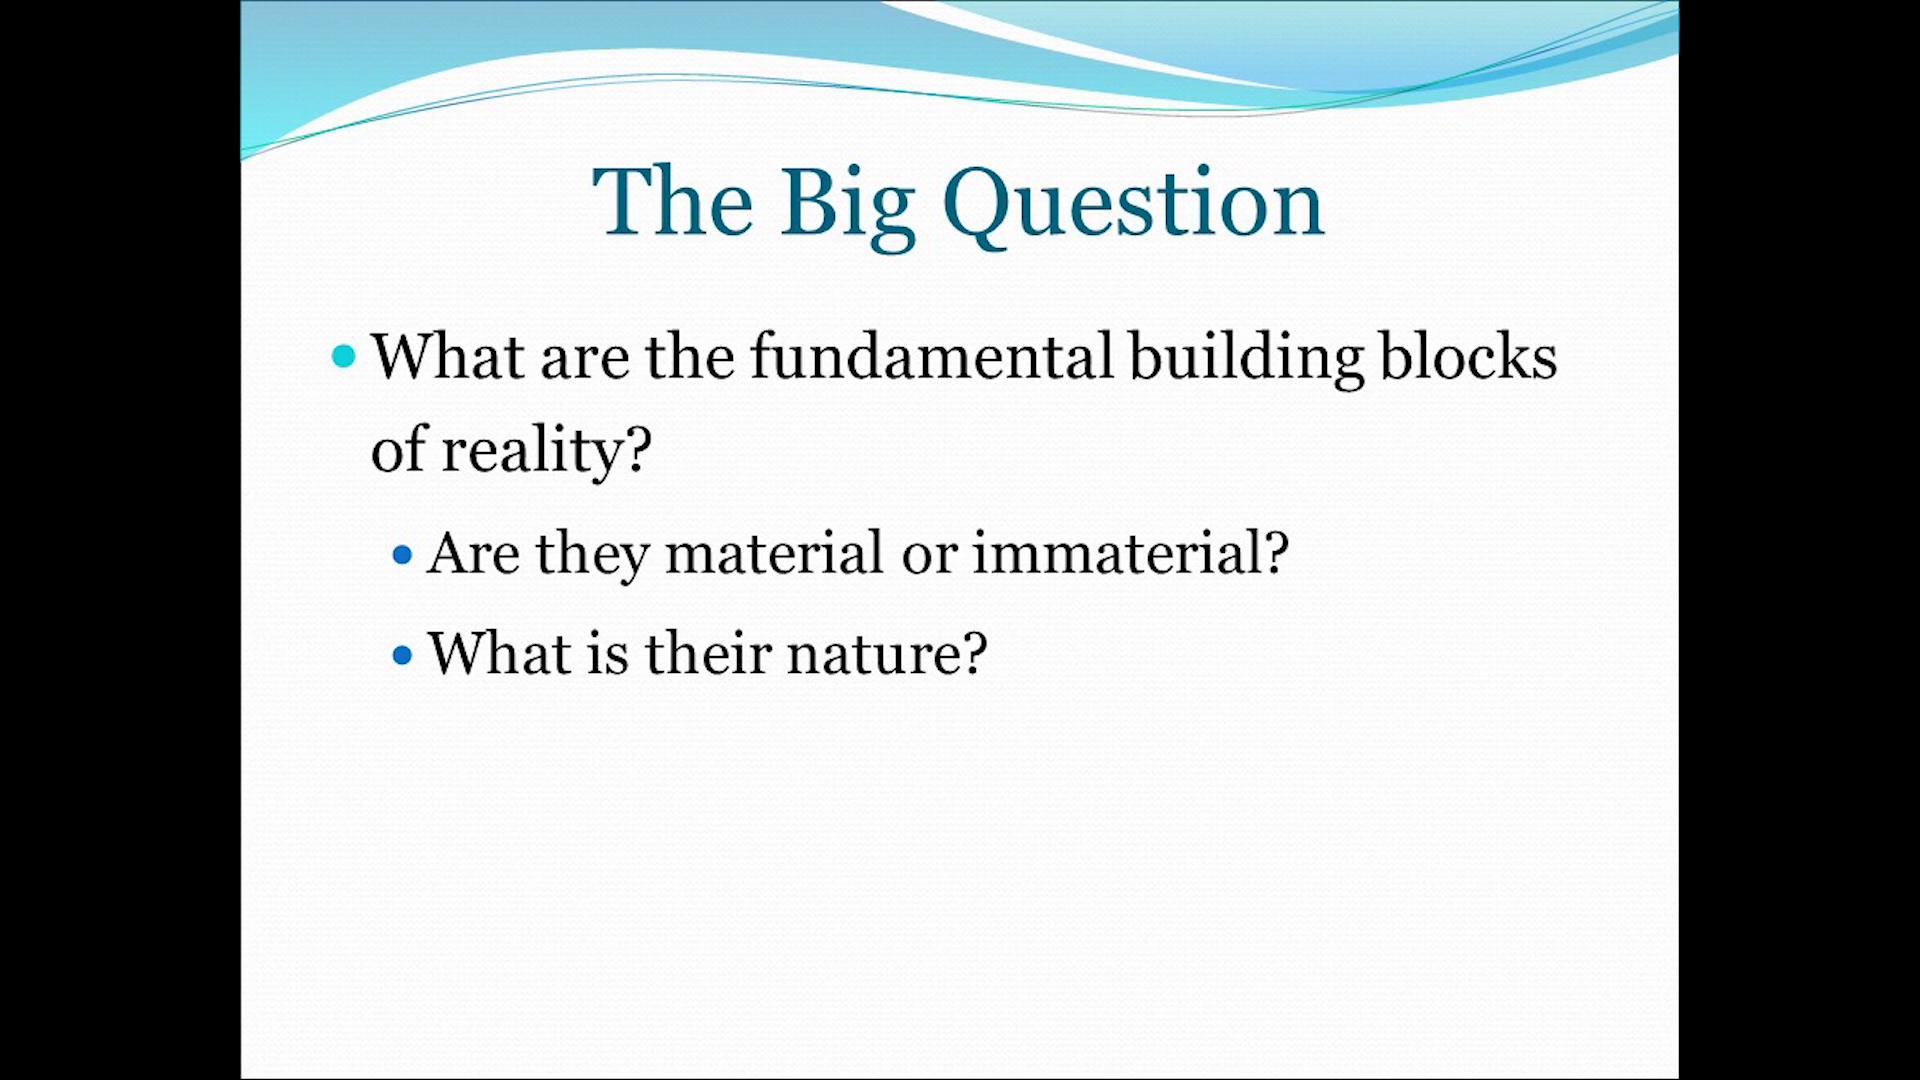 The Big Question
What are the fundamental building blocks
of reality?
Are they material or immaterial?
What is their nature?